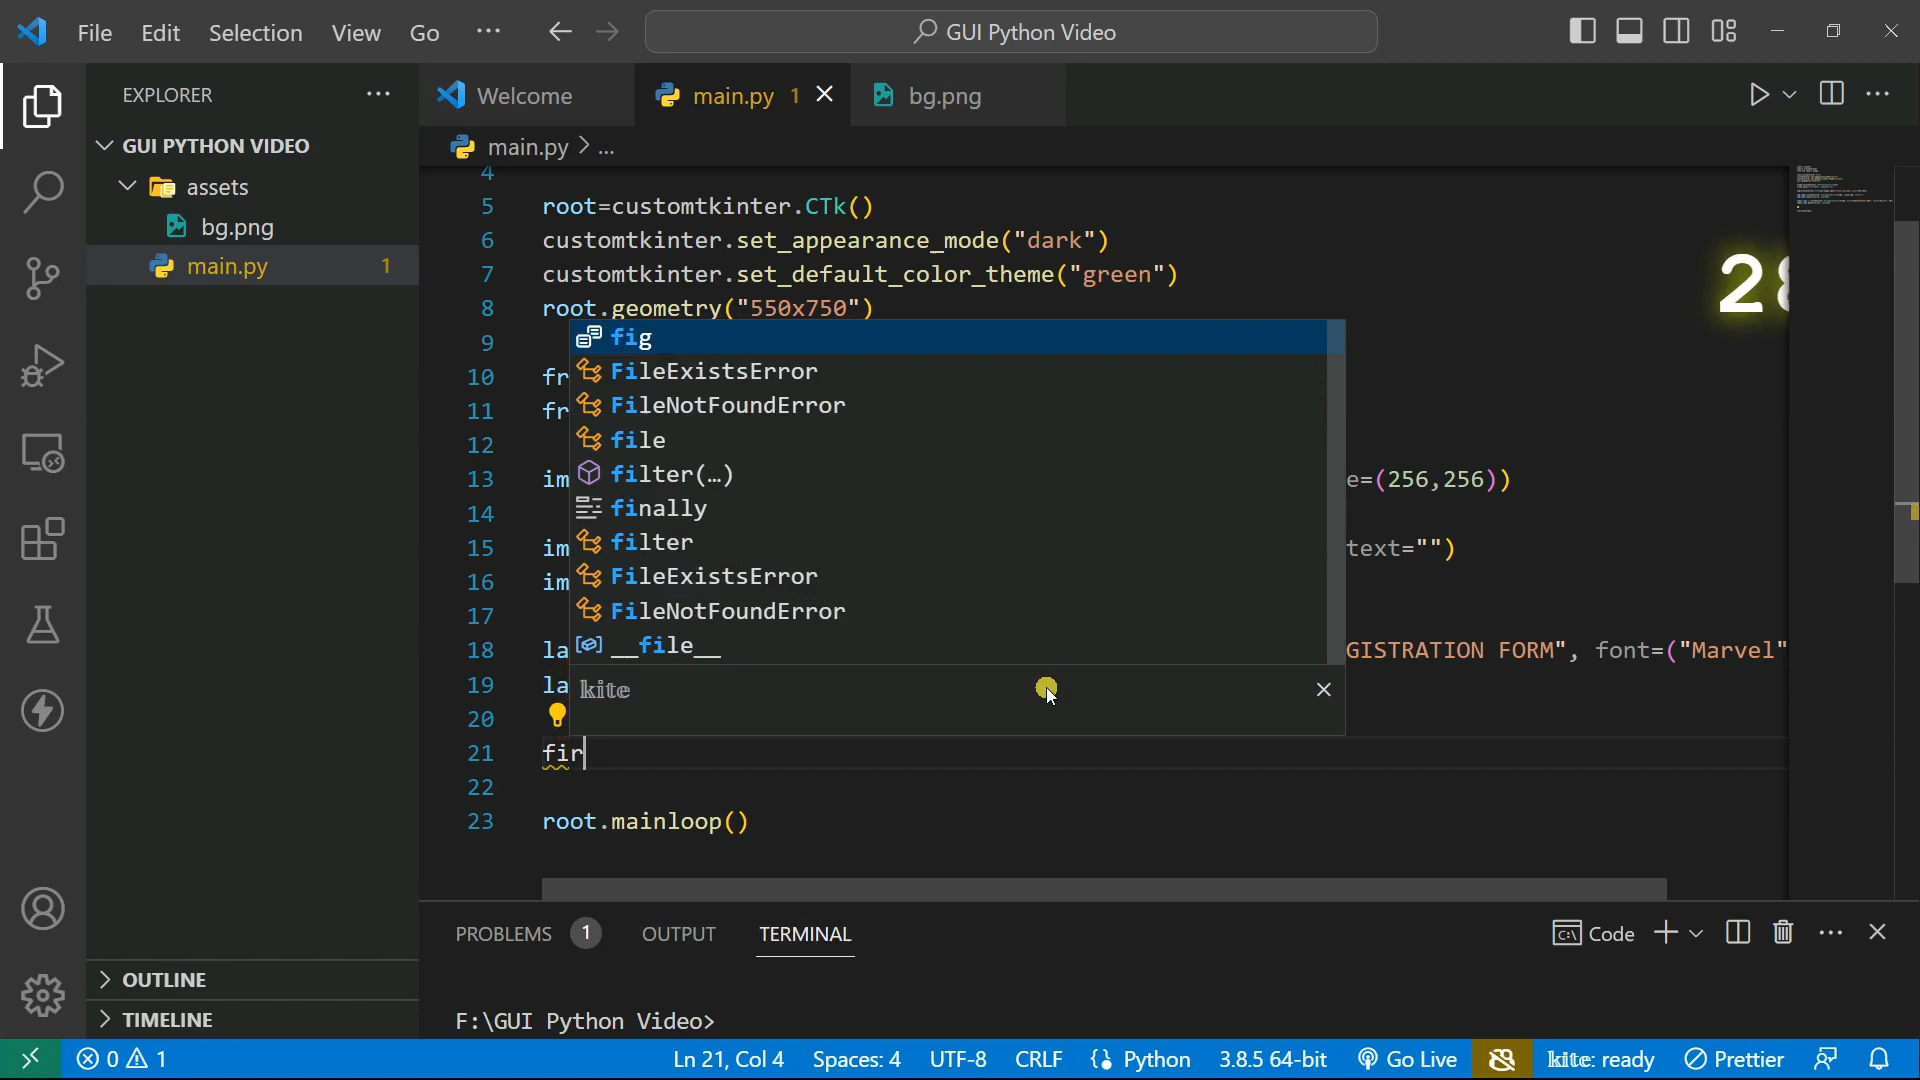 File Edit Selection View Go ··· GUI Python Video
EXPLORER ···
Welcome main.py 1 bg.png
GUI PYTHON VIDEO
main.py > ...
assets
bg.png
main.py 1
4
5 root=customtkinter.CTk()
6 customtkinter.set_appearance_mode("dark")
7 customtkinter.set_default_color_theme("green")
8 root.geometry("550x750")
9
10 fr
11 fr
12
13 im e=(256,256))
14
15 im text="")
16 im
17
18 la GISTRATION FORM", font=("Marvel"
19 la
20
21 fir
22
23 root.mainloop()
fig
FileExistsError
FileNotFoundError
file
filter(…)
finally
filter
FileExistsError
FileNotFoundError
__file__
kite
28
OUTLINE
TIMELINE
PROBLEMS 1 OUTPUT TERMINAL Code
F:\GUI Python Video>
0 1 Ln 21, Col 4 Spaces: 4 UTF-8 CRLF {} Python 3.8.5 64-bit Go Live kite: ready Prettier